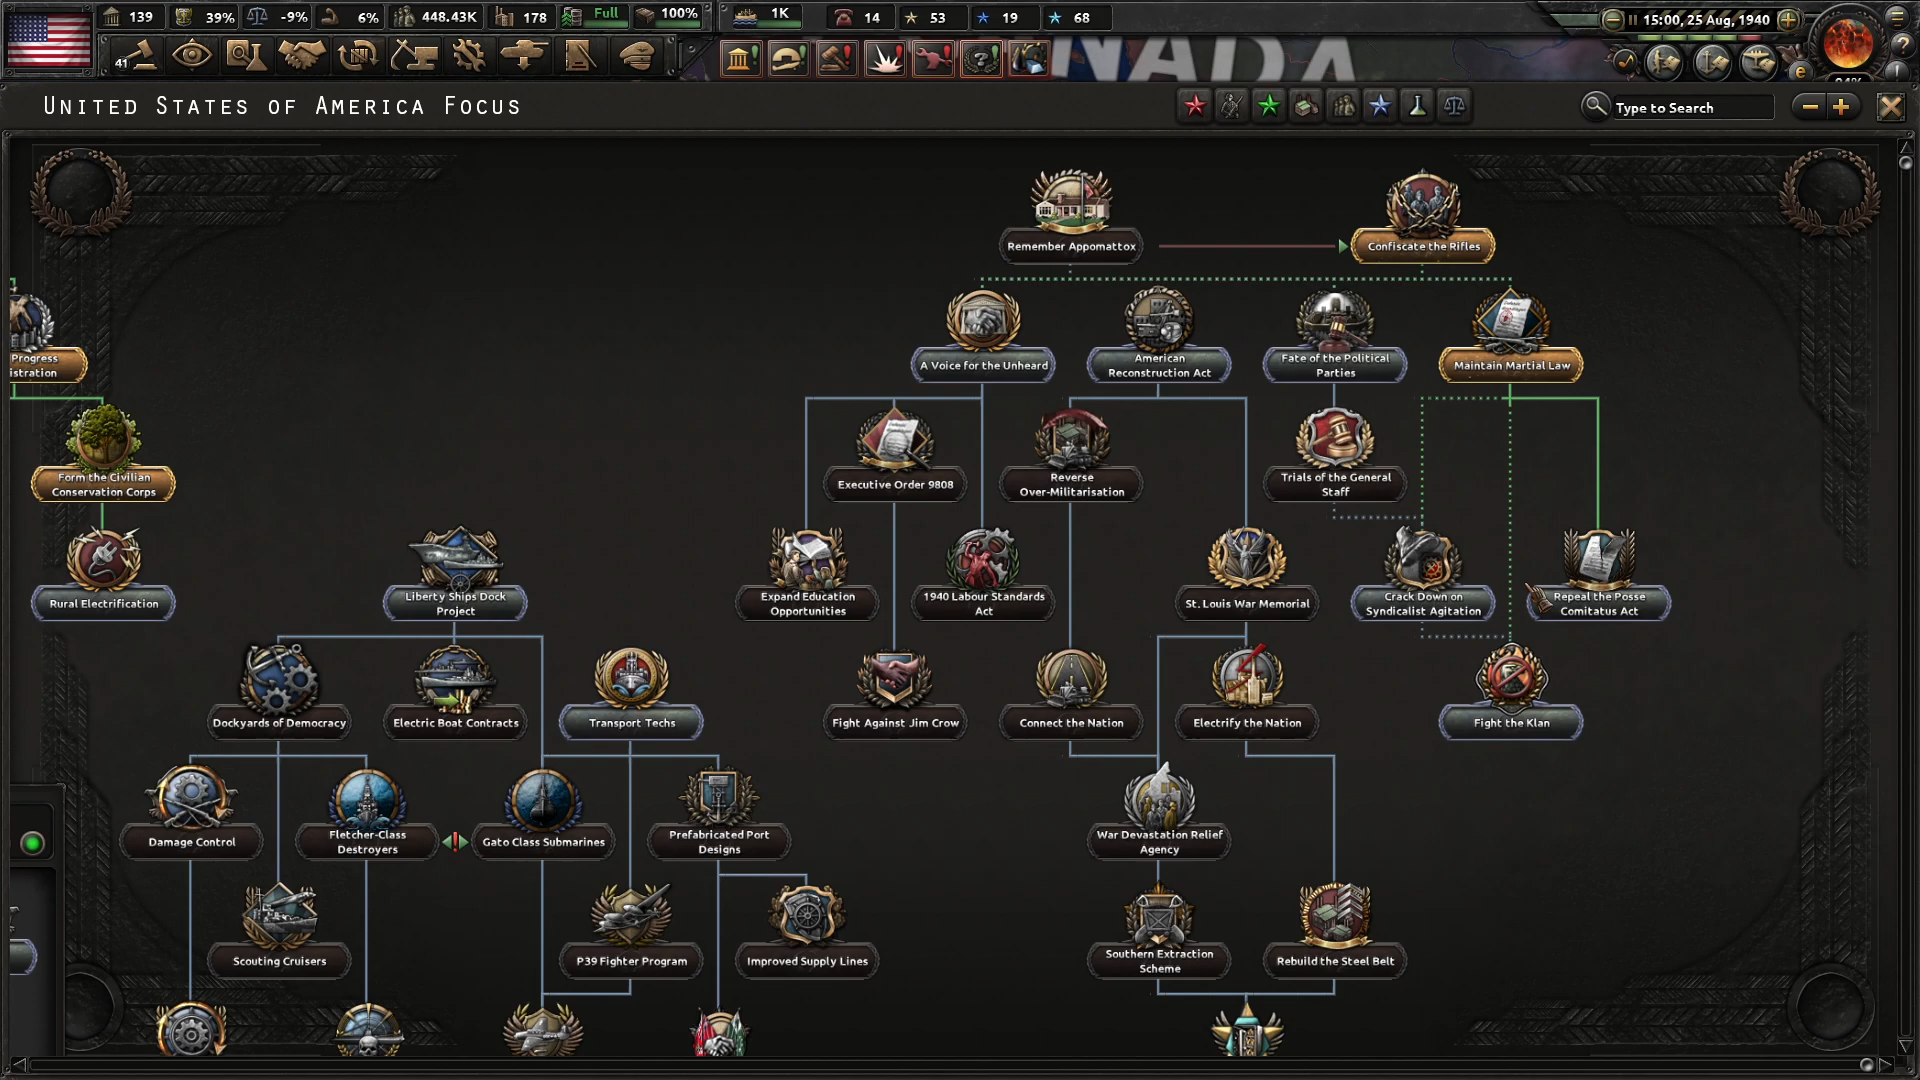 139
39%
-9%
6%
448.43K
178
Full
100%
1K
14
53
19
68
15:00, 25 Aug, 1940
41
NADA
94%
United States of America Focus
Type to Search
Remember Appomattox
Confiscate the Rifles
A Voice for the Unheard
American
Reconstruction Act
Fate of the Political
Parties
Maintain Martial Law
Progress
istration
Executive Order 9808
Reverse
Over-Militarisation
Trials of the General
Staff
Form the Civilian
Conservation Corps
Rural Electrification
Liberty Ships Dock
Project
Expand Education
Opportunities
1940 Labour Standards
Act
St. Louis War Memorial
Crack Down on
Syndicalist Agitation
Repeal the Posse
Comitatus Act
Dockyards of Democracy
Electric Boat Contracts
Transport Techs
Fight Against Jim Crow
Connect the Nation
Electrify the Nation
Fight the Klan
Damage Control
Fletcher-Class
Destroyers
Gato Class Submarines
Prefabricated Port
Designs
War Devastation Relief
Agency
Scouting Cruisers
P39 Fighter Program
Improved Supply Lines
Southern Extraction
Scheme
Rebuild the Steel Belt